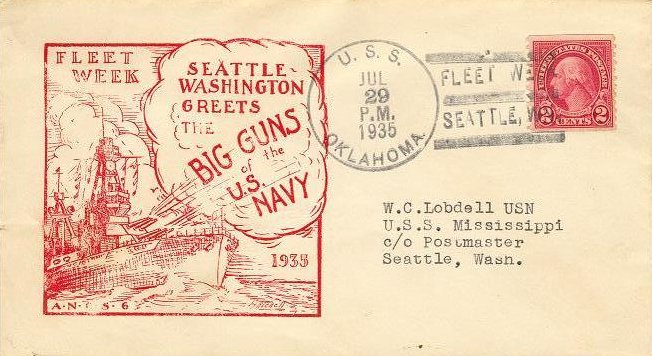 FLEET
WEEK
SEATTLE
WASHINGTON
GREETS
THE
BIG GUNS
of the
U.S.
NAVY
1935
A·N·C·S·6
U. S. S.
JUL
29
P.M.
1935
OKLAHOMA
FLEET WE
SEATTLE, W
UNITED STATES POSTAGE
2 CENTS 2
W.C.Lobdell USN
U.S.S. Mississippi
c/o Postmaster
Seattle, Wash.